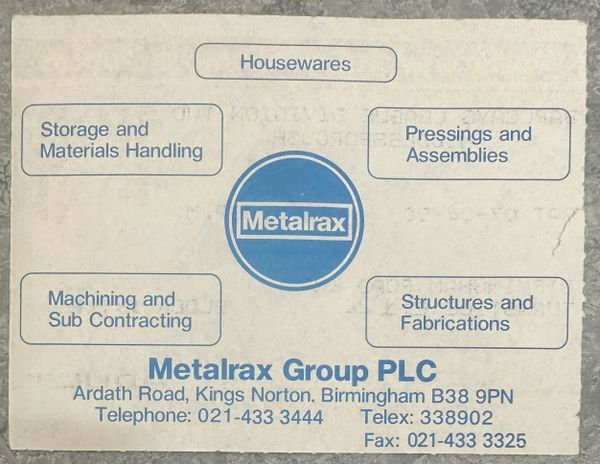 Housewares
Storage and
Materials Handling
Pressings and
Assemblies
Metalrax
Machining and
Sub Contracting
Structures and
Fabrications
Metalrax Group PLC
Ardath Road, Kings Norton. Birmingham B38 9PN
Telephone: 021-433 3444 Telex: 338902
Fax: 021-433 3325